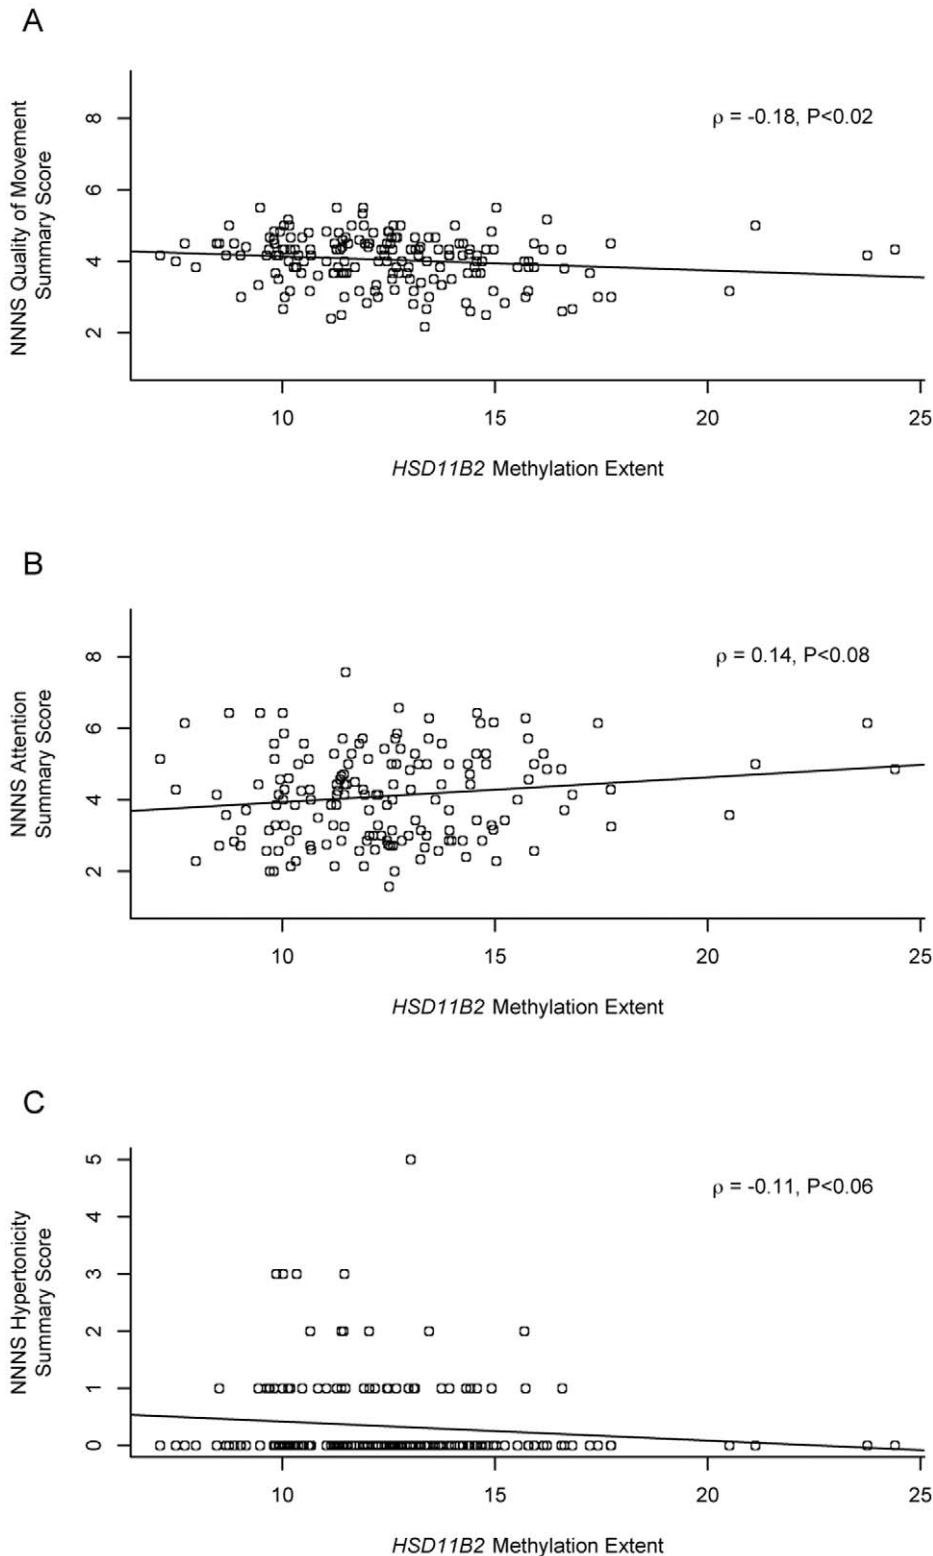 A
NNNS Quality of Movement
Summary Score
8
6
4
2
ρ = -0.18, P<0.02
10 15 20 25
HSD11B2 Methylation Extent
B
NNNS Attention
Summary Score
8
6
4
2
ρ = 0.14, P<0.08
10 15 20 25
HSD11B2 Methylation Extent
C
NNNS Hypertonicity
Summary Score
5
4
3
2
1
0
ρ = -0.11, P<0.06
10 15 20 25
HSD11B2 Methylation Extent